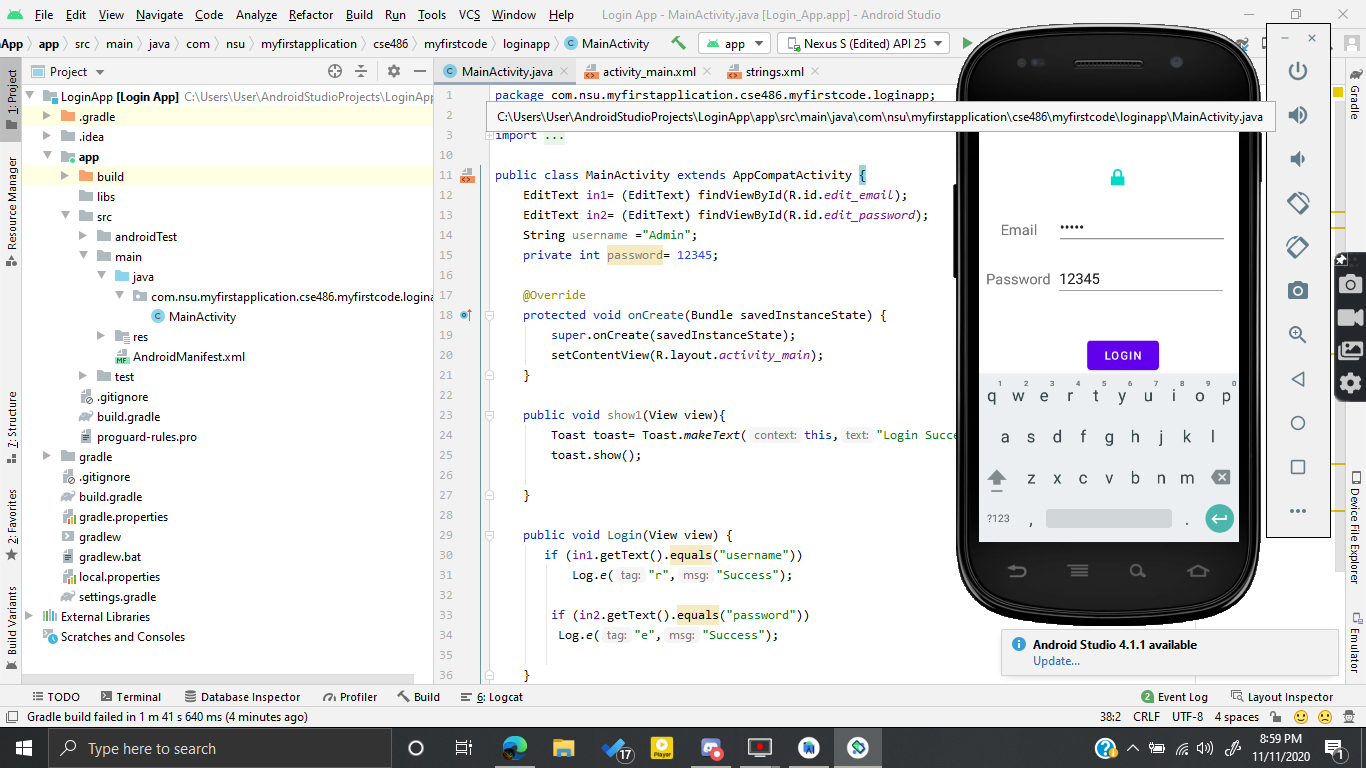 File Edit View Navigate Code Analyze Refactor Build Run Tools VCS Window Help Login App - MainActivity.java [Login_App.app] - Android Studio
App app src main java com nsu myfirstapplication cse486 myfirstcode loginapp MainActivity app Nexus S (Edited) API 25
Project MainActivity.java activity_main.xml strings.xml
LoginApp [Login App] C:\Users\User\AndroidStudioProjects\LoginApp
.gradle
.idea
app
build
libs
src
androidTest
main
java
com.nsu.myfirstapplication.cse486.myfirstcode.logina
MainActivity
res
AndroidManifest.xml
test
.gitignore
build.gradle
proguard-rules.pro
gradle
.gitignore
build.gradle
gradle.properties
gradlew
gradlew.bat
local.properties
settings.gradle
External Libraries
Scratches and Consoles
1: Project
Resource Manager
Z: Structure
2: Favorites
Build Variants
1 package com.nsu.myfirstapplication.cse486.myfirstcode.loginapp;
2
C:\Users\User\AndroidStudioProjects\LoginApp\app\src\main\java\com\nsu\myfirstapplication\cse486\myfirstcode\loginapp\MainActivity.java
3 import ...
10
11 public class MainActivity extends AppCompatActivity {
12 EditText in1= (EditText) findViewById(R.id.edit_email);
13 EditText in2= (EditText) findViewById(R.id.edit_password);
14 String username ="Admin";
15 private int password= 12345;
16
17 @Override
18 protected void onCreate(Bundle savedInstanceState) {
19 super.onCreate(savedInstanceState);
20 setContentView(R.layout.activity_main);
21 }
22
23 public void show1(View view){
24 Toast toast= Toast.makeText( context: this, text: "Login Succe
25 toast.show();
26
27 }
28
29 public void Login(View view) {
30 if (in1.getText().equals("username"))
31 Log.e( tag: "r", msg: "Success");
32
33 if (in2.getText().equals("password"))
34 Log.e( tag: "e", msg: "Success");
35
36 }
Email •••••
Password 12345
LOGIN
1 2 3 4 5 6 7 8 9 0
q w e r t y u i o p
a s d f g h j k l
z x c v b n m
?123 , .
Gradle
Device File Explorer
Emulator
Android Studio 4.1.1 available
Update...
TODO Terminal Database Inspector Profiler Build 6: Logcat 2 Event Log Layout Inspector
Gradle build failed in 1 m 41 s 640 ms (4 minutes ago) 38:2 CRLF UTF-8 4 spaces
Type here to search 17 Player 8:59 PM
11/11/2020 1